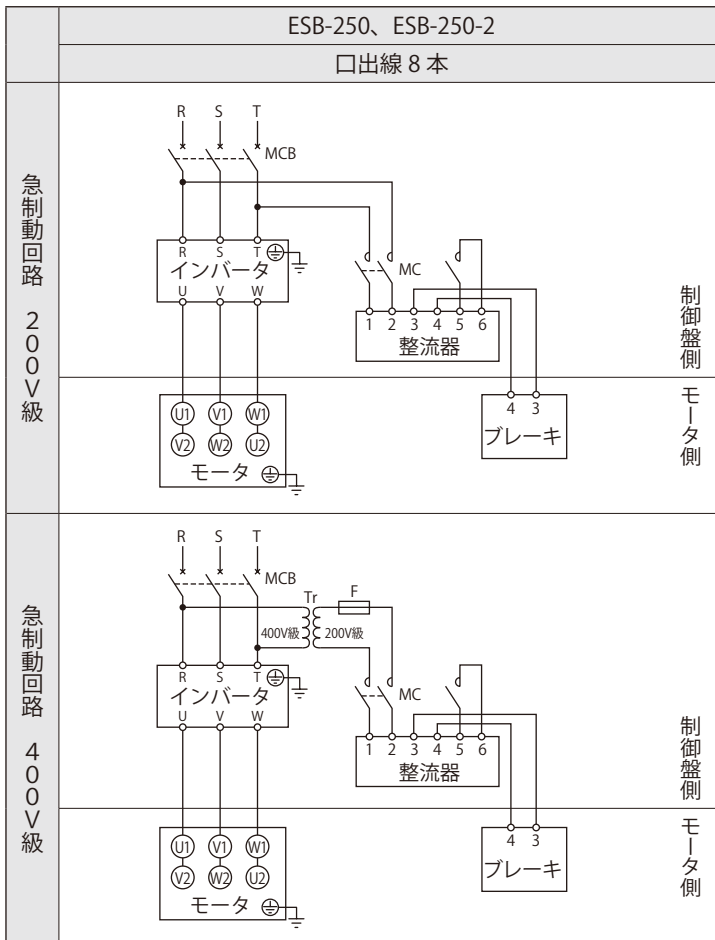 ESB-250、ESB-250-2
口出線 8 本
急制動回路 200V級
R S T
MCB
R S T
インバータ
U V W
MC
1 2 3 4 5 6
整流器
制御盤側
モータ側
U1 V1 W1
V2 W2 U2
モータ
4 3
ブレーキ
急制動回路 400V級
R S T
MCB
Tr F
400V級 200V級
R S T
インバータ
U V W
MC
1 2 3 4 5 6
整流器
制御盤側
モータ側
U1 V1 W1
V2 W2 U2
モータ
4 3
ブレーキ